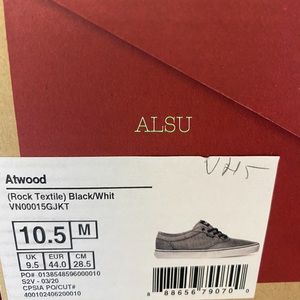 ALSU
Atwood
(Rock Textile) Black/Whit
VN00015GJKT
10.5 M
UK EUR CM
9.5 44.0 28.5
PO# 0138548596000010
S2V - 03/20
CPSIA PO/CUT#
400102406200010
8 88656 79070